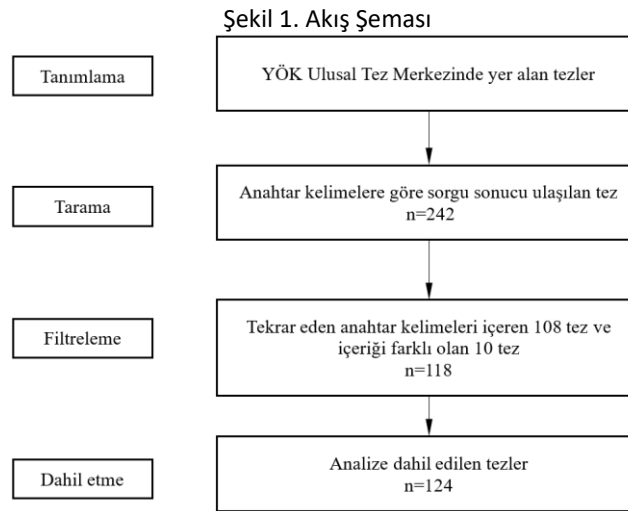 Şekil 1. Akış Şeması
Tanımlama
YÖK Ulusal Tez Merkezinde yer alan tezler
Tarama
Anahtar kelimelere göre sorgu sonucu ulaşılan tez
n=242
Filtreleme
Tekrar eden anahtar kelimeleri içeren 108 tez ve
içeriği farklı olan 10 tez
n=118
Dahil etme
Analize dahil edilen tezler
n=124